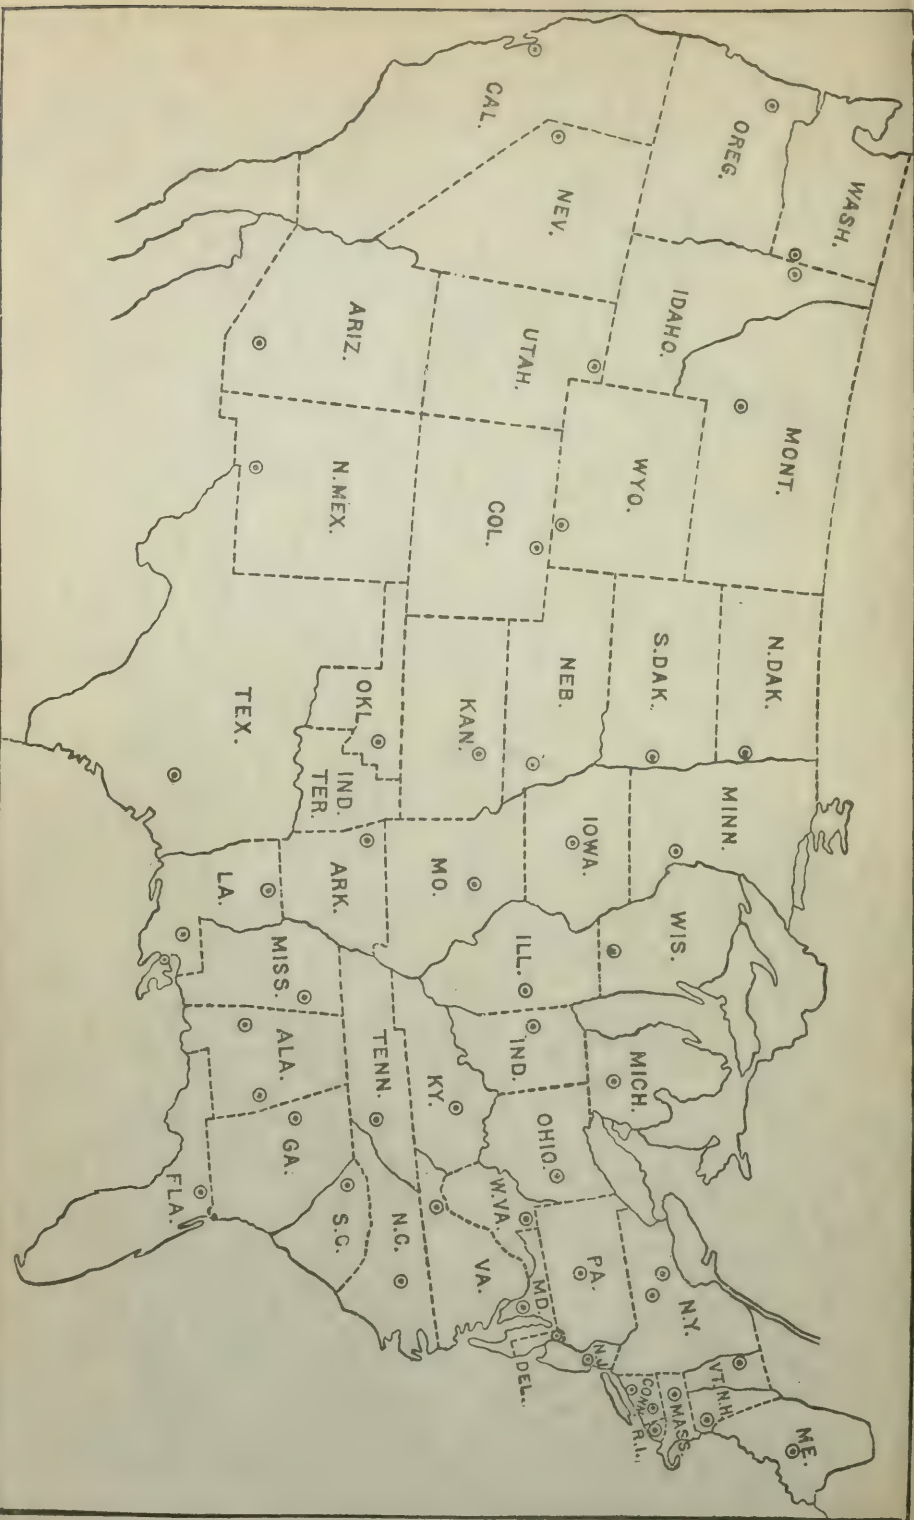 WASH.
OREG.
CAL.
NEV.
IDAHO.
MONT.
WYO.
UTAH.
ARIZ.
N.MEX.
COL.
N.DAK.
S.DAK.
NEB.
KAN.
OKL
IND.
TER.
TEX.
MINN.
IOWA.
MO.
ARK.
LA.
WIS.
ILL.
MICH.
IND.
OHIO.
KY.
TENN.
MISS.
ALA.
GA.
FLA.
S.C.
N.C.
VA.
W.VA.
MD.
DEL.
PA.
N.J.
N.Y.
CONN.
R.I.
MASS.
VT.
N.H.
ME.